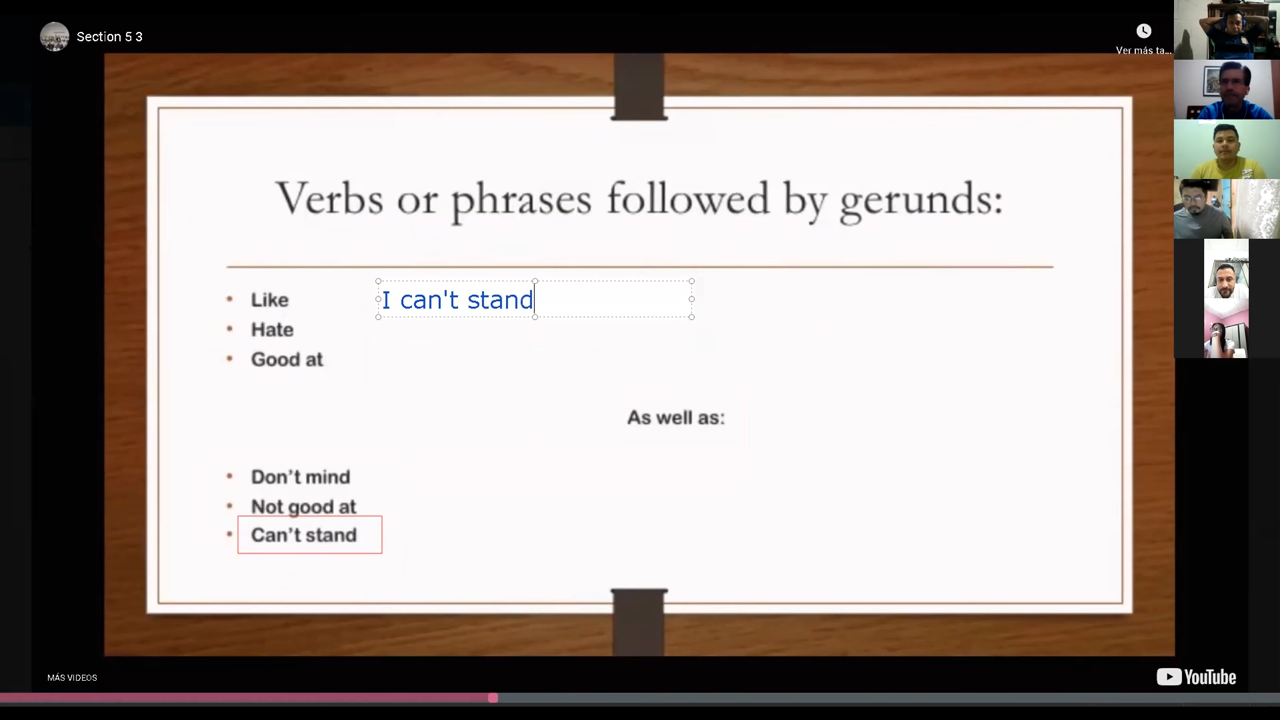 Section 5 3
Ver más ta...
Verbs or phrases followed by gerunds:
• Like
I can't stand
• Hate
• Good at
As well as:
• Don't mind
• Not good at
• Can't stand
MÁS VIDEOS
YouTube